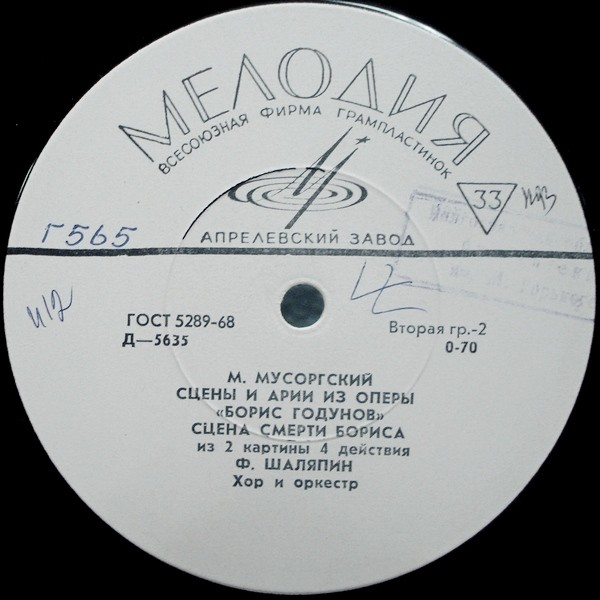 МЕЛОДИЯ
ВСЕСОЮЗНАЯ ФИРМА ГРАМПЛАСТИНОК
33
АПРЕЛЕВСКИЙ ЗАВОД
Г565
ГОСТ 5289-68
Д—5635
Вторая гр.-2
0-70
М. МУСОРГСКИЙ
СЦЕНЫ И АРИИ ИЗ ОПЕРЫ
«БОРИС ГОДУНОВ»
СЦЕНА СМЕРТИ БОРИСА
из 2 картины 4 действия
Ф. ШАЛЯПИН
Хор и оркестр